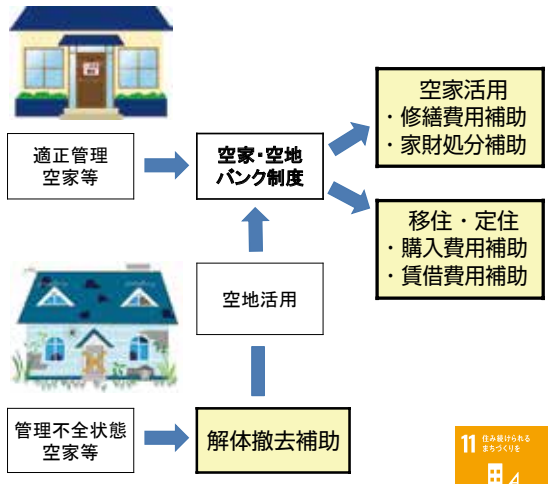 適正管理
空家等
空家・空地
バンク制度
空家活用
・修繕費用補助
・家財処分補助
移住・定住
・購入費用補助
・賃借費用補助
空地活用
管理不全状態
空家等
解体撤去補助
11 住み続けられる
まちづくりを